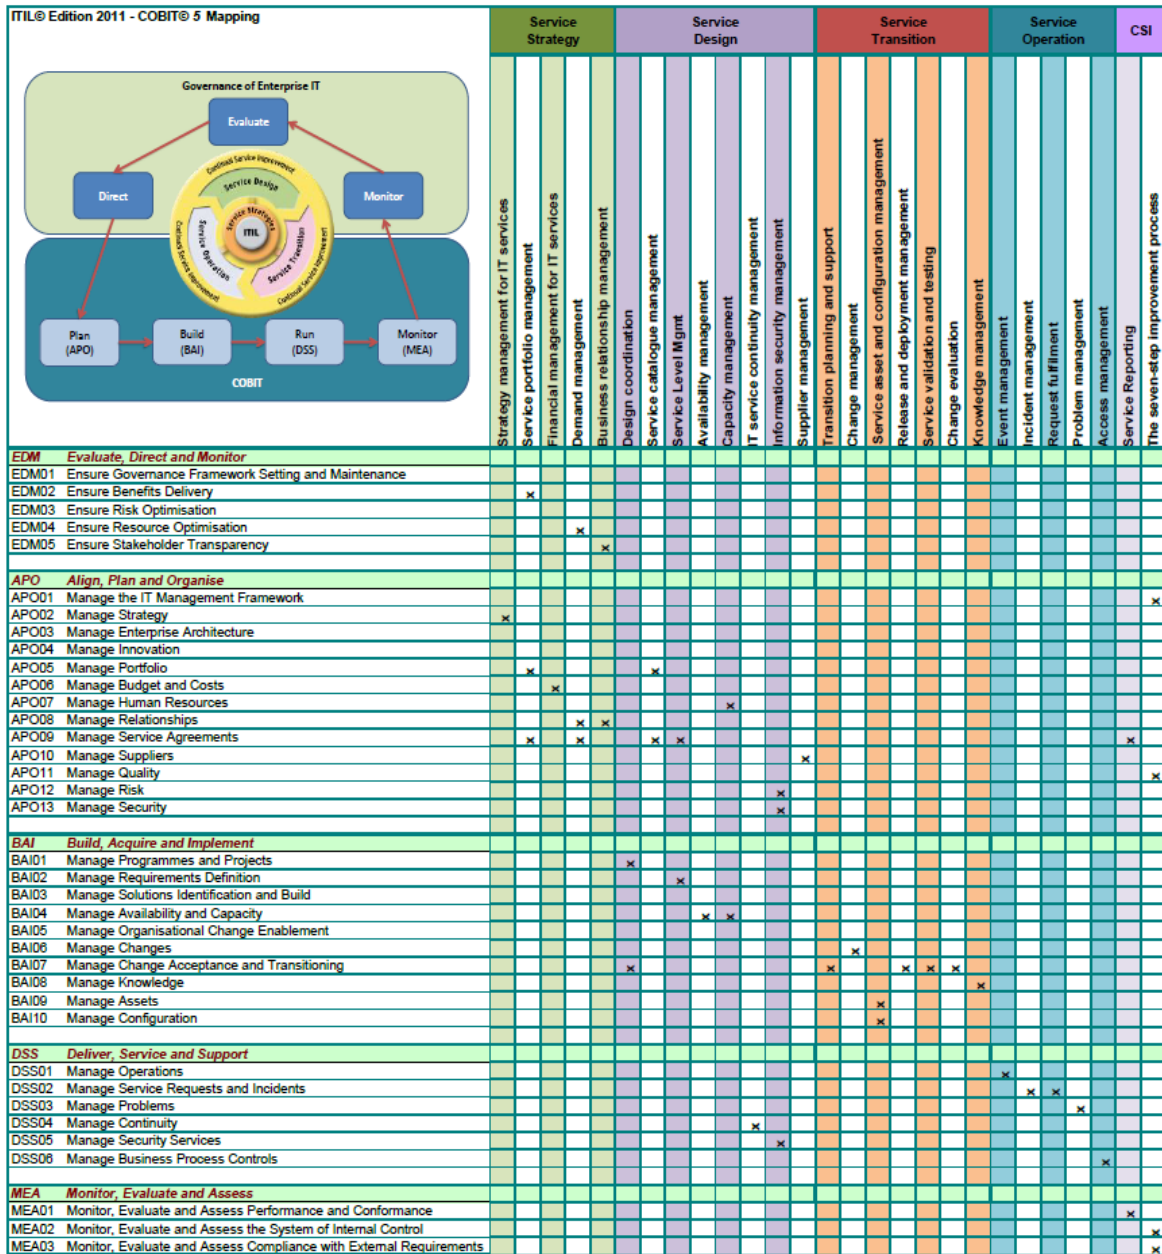 ITIL© Edition 2011 - COBIT© 5 Mapping
Service Strategy
Service Design
Service Transition
Service Operation
CSI
Governance of Enterprise IT
Evaluate
Direct
Monitor
Continual Service Improvement
Service Design
Service Strategies
ITIL
Service Operation
Service Transition
Continual Service Improvement
Continual Service Improvement
Plan
(APO)
Build
(BAI)
Run
(DSS)
Monitor
(MEA)
COBIT
Strategy management for IT services
Service portfolio management
Financial management for IT services
Demand management
Business relationship management
Design coordination
Service catalogue management
Service Level Mgmt
Availability management
Capacity management
IT service continuity management
Information security management
Supplier management
Transition planning and support
Change management
Service asset and configuration management
Release and deployment management
Service validation and testing
Change evaluation
Knowledge management
Event management
Incident management
Request fulfilment
Problem management
Access management
Service Reporting
The seven-step improvement process
EDM Evaluate, Direct and Monitor
EDM01 Ensure Governance Framework Setting and Maintenance
EDM02 Ensure Benefits Delivery x
EDM03 Ensure Risk Optimisation
EDM04 Ensure Resource Optimisation x
EDM05 Ensure Stakeholder Transparency x
APO Align, Plan and Organise
APO01 Manage the IT Management Framework x
APO02 Manage Strategy x
APO03 Manage Enterprise Architecture
APO04 Manage Innovation
APO05 Manage Portfolio x x
APO06 Manage Budget and Costs x
APO07 Manage Human Resources x
APO08 Manage Relationships x x
APO09 Manage Service Agreements x x x x x
APO10 Manage Suppliers x
APO11 Manage Quality x
APO12 Manage Risk x
APO13 Manage Security x
BAI Build, Acquire and Implement
BAI01 Manage Programmes and Projects x
BAI02 Manage Requirements Definition x
BAI03 Manage Solutions Identification and Build
BAI04 Manage Availability and Capacity x x
BAI05 Manage Organisational Change Enablement
BAI06 Manage Changes x
BAI07 Manage Change Acceptance and Transitioning x x x x x
BAI08 Manage Knowledge x
BAI09 Manage Assets x
BAI10 Manage Configuration x
DSS Deliver, Service and Support
DSS01 Manage Operations x
DSS02 Manage Service Requests and Incidents x x
DSS03 Manage Problems x
DSS04 Manage Continuity x
DSS05 Manage Security Services x
DSS06 Manage Business Process Controls x
MEA Monitor, Evaluate and Assess
MEA01 Monitor, Evaluate and Assess Performance and Conformance x
MEA02 Monitor, Evaluate and Assess the System of Internal Control x
MEA03 Monitor, Evaluate and Assess Compliance with External Requirements x